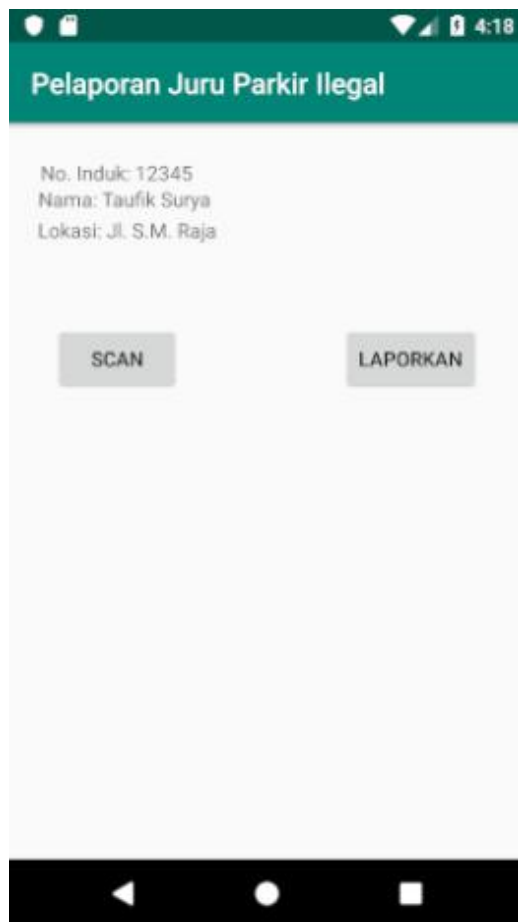 4:18
Pelaporan Juru Parkir Ilegal
No. Induk: 12345
Nama: Taufik Surya
Lokasi: Jl. S.M. Raja
SCAN LAPORKAN